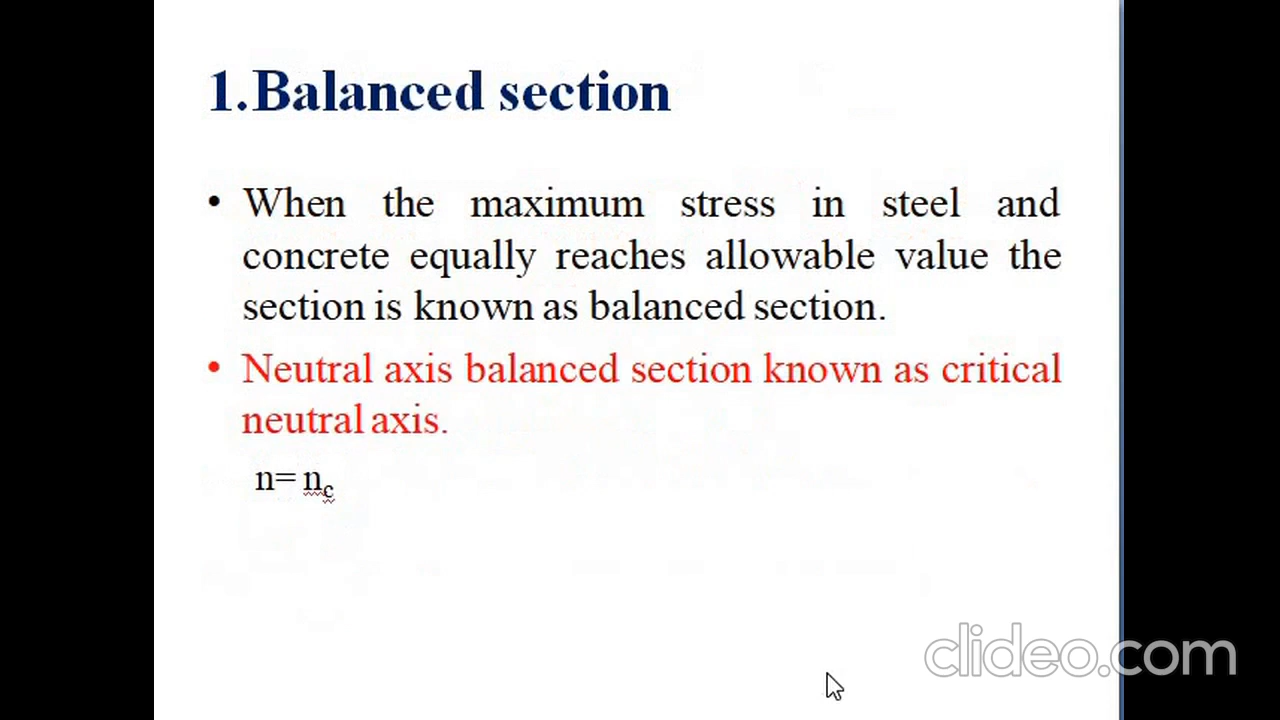 1.Balanced section
• When the maximum stress in steel and
concrete equally reaches allowable value the
section is known as balanced section.
• Neutral axis balanced section known as critical
neutral axis.
n= nc
clideo.com